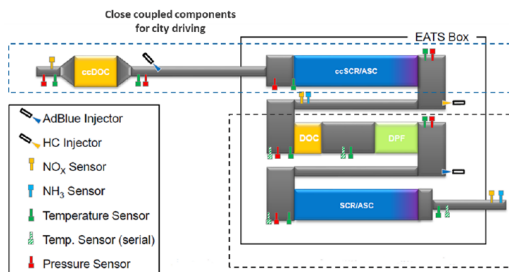 Close coupled components
for city driving
EATS Box
ccDOC
ccSCR/ASC
AdBlue Injector
HC Injector
NOX Sensor
NH3 Sensor
Temperature Sensor
Temp. Sensor (serial)
Pressure Sensor
DOC
DPF
SCR/ASC